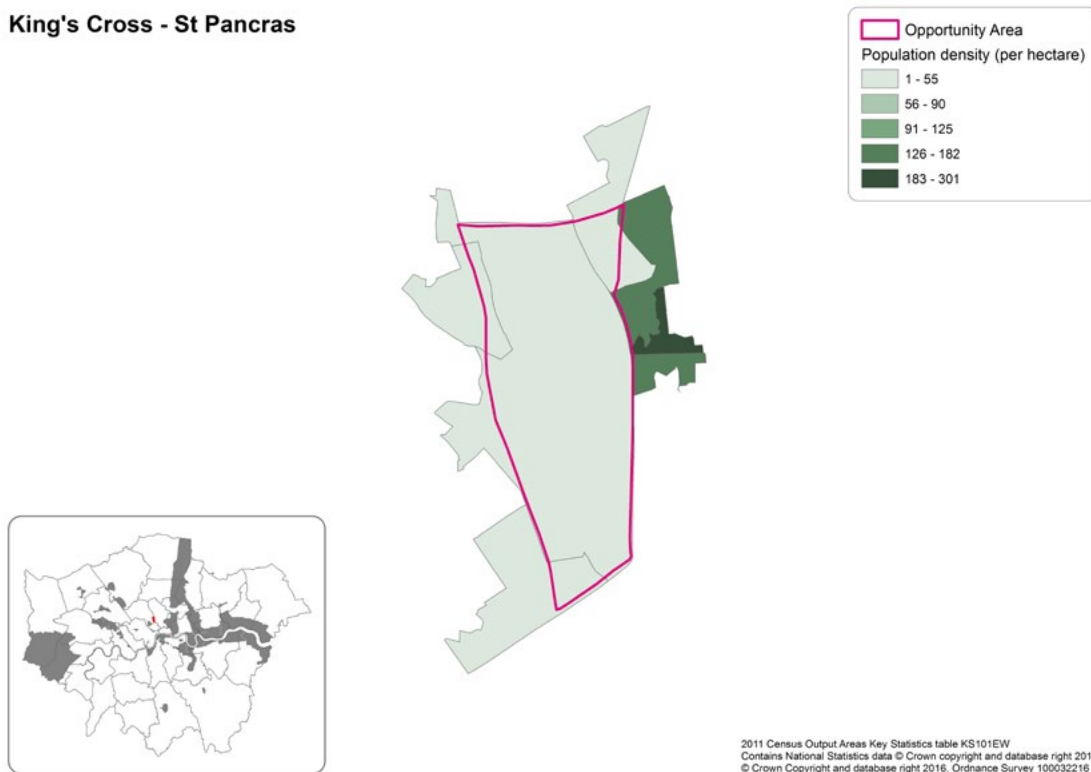 King's Cross - St Pancras
Opportunity Area
Population density (per hectare)
1 - 55
56 - 90
91 - 125
126 - 182
183 - 301
2011 Census Output Areas Key Statistics table KS101EW
Contains National Statistics data © Crown copyright and database right
© Crown Copyright and database right 2016. Ordnance Survey 100032216